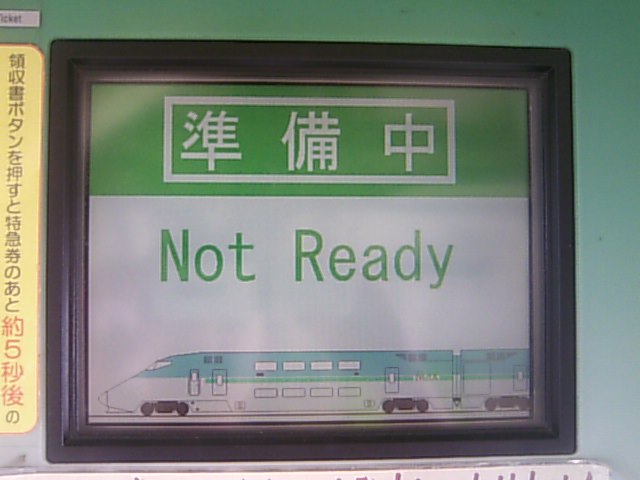 icket
領収書ボタンを押すと特急券のあと約5秒後の
準備中
Not Ready